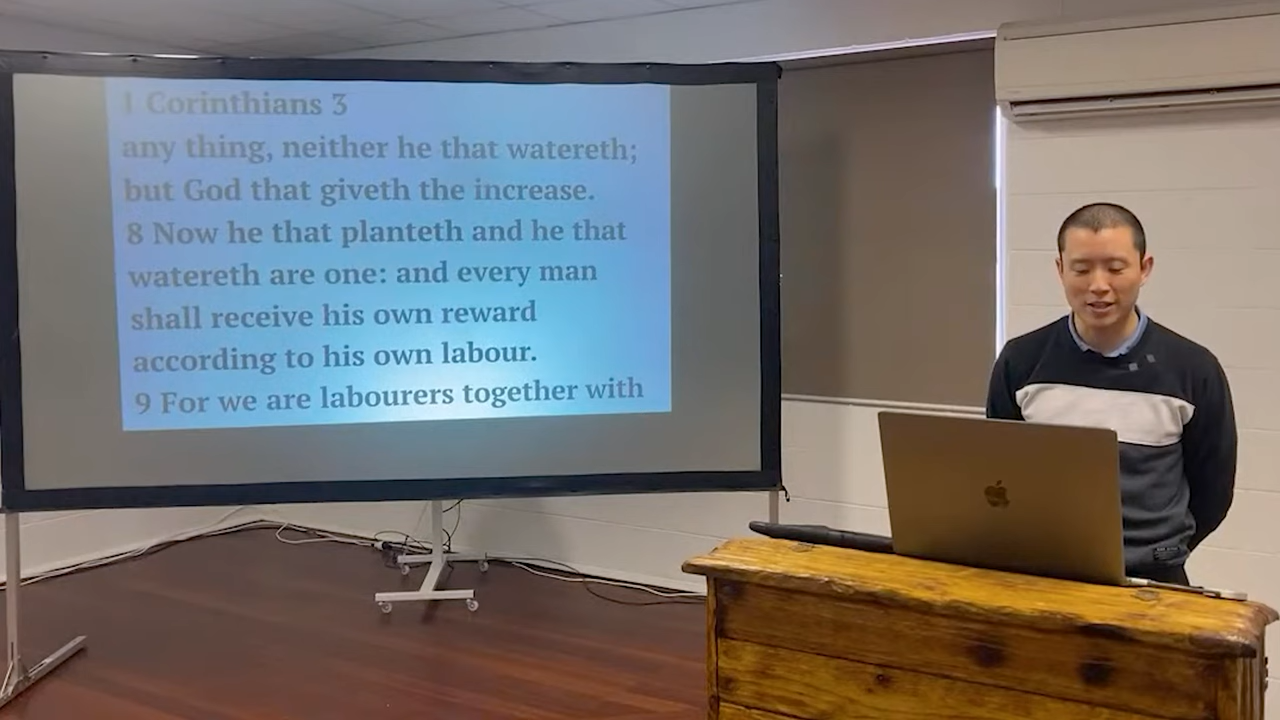 1 Corinthians 3
any thing, neither he that watereth;
but God that giveth the increase.
8 Now he that planteth and he that
watereth are one: and every man
shall receive his own reward
according to his own labour.
9 For we are labourers together with